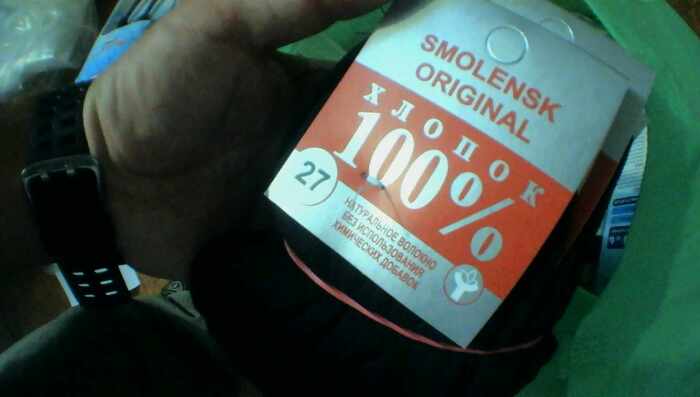 SMOLENSK
ORIGINAL
ХЛОПОК
100%
27
НАТУРАЛЬНОЕ ВОЛОКНО
БЕЗ ИСПОЛЬЗОВАНИЯ
ХИМИЧЕСКИХ ДОБАВОК